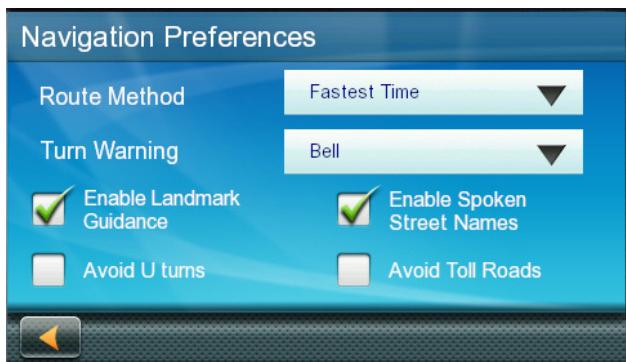 Navigation Preferences
Route Method
Fastest Time
Turn Warning
Bell
Enable Landmark
Guidance
Enable Spoken
Street Names
Avoid U turns
Avoid Toll Roads